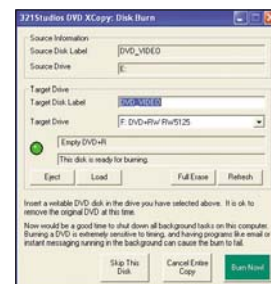 321Studios DVD XCopy: Disk Burn
Source Information
Source Disk Label DVD_VIDEO
Source Drive E:
Target Drive
Target Disk Label DVD_VIDEO
Target Drive F: DVD+RW RW5125
Empty DVD+R
This disk is ready for burning.
Eject Load Full Erase Refresh
Insert a writable DVD disk in the drive you have selected above. It is ok to
remove the original DVD at this time.
Now would be a good time to shut down all background tasks on this computer.
Burning a DVD is extremely sensitive to timing, and having programs like email or
instant messaging running in the background can cause the burn to fail.
Skip This Disk
Cancel Entire Copy
Burn Now!